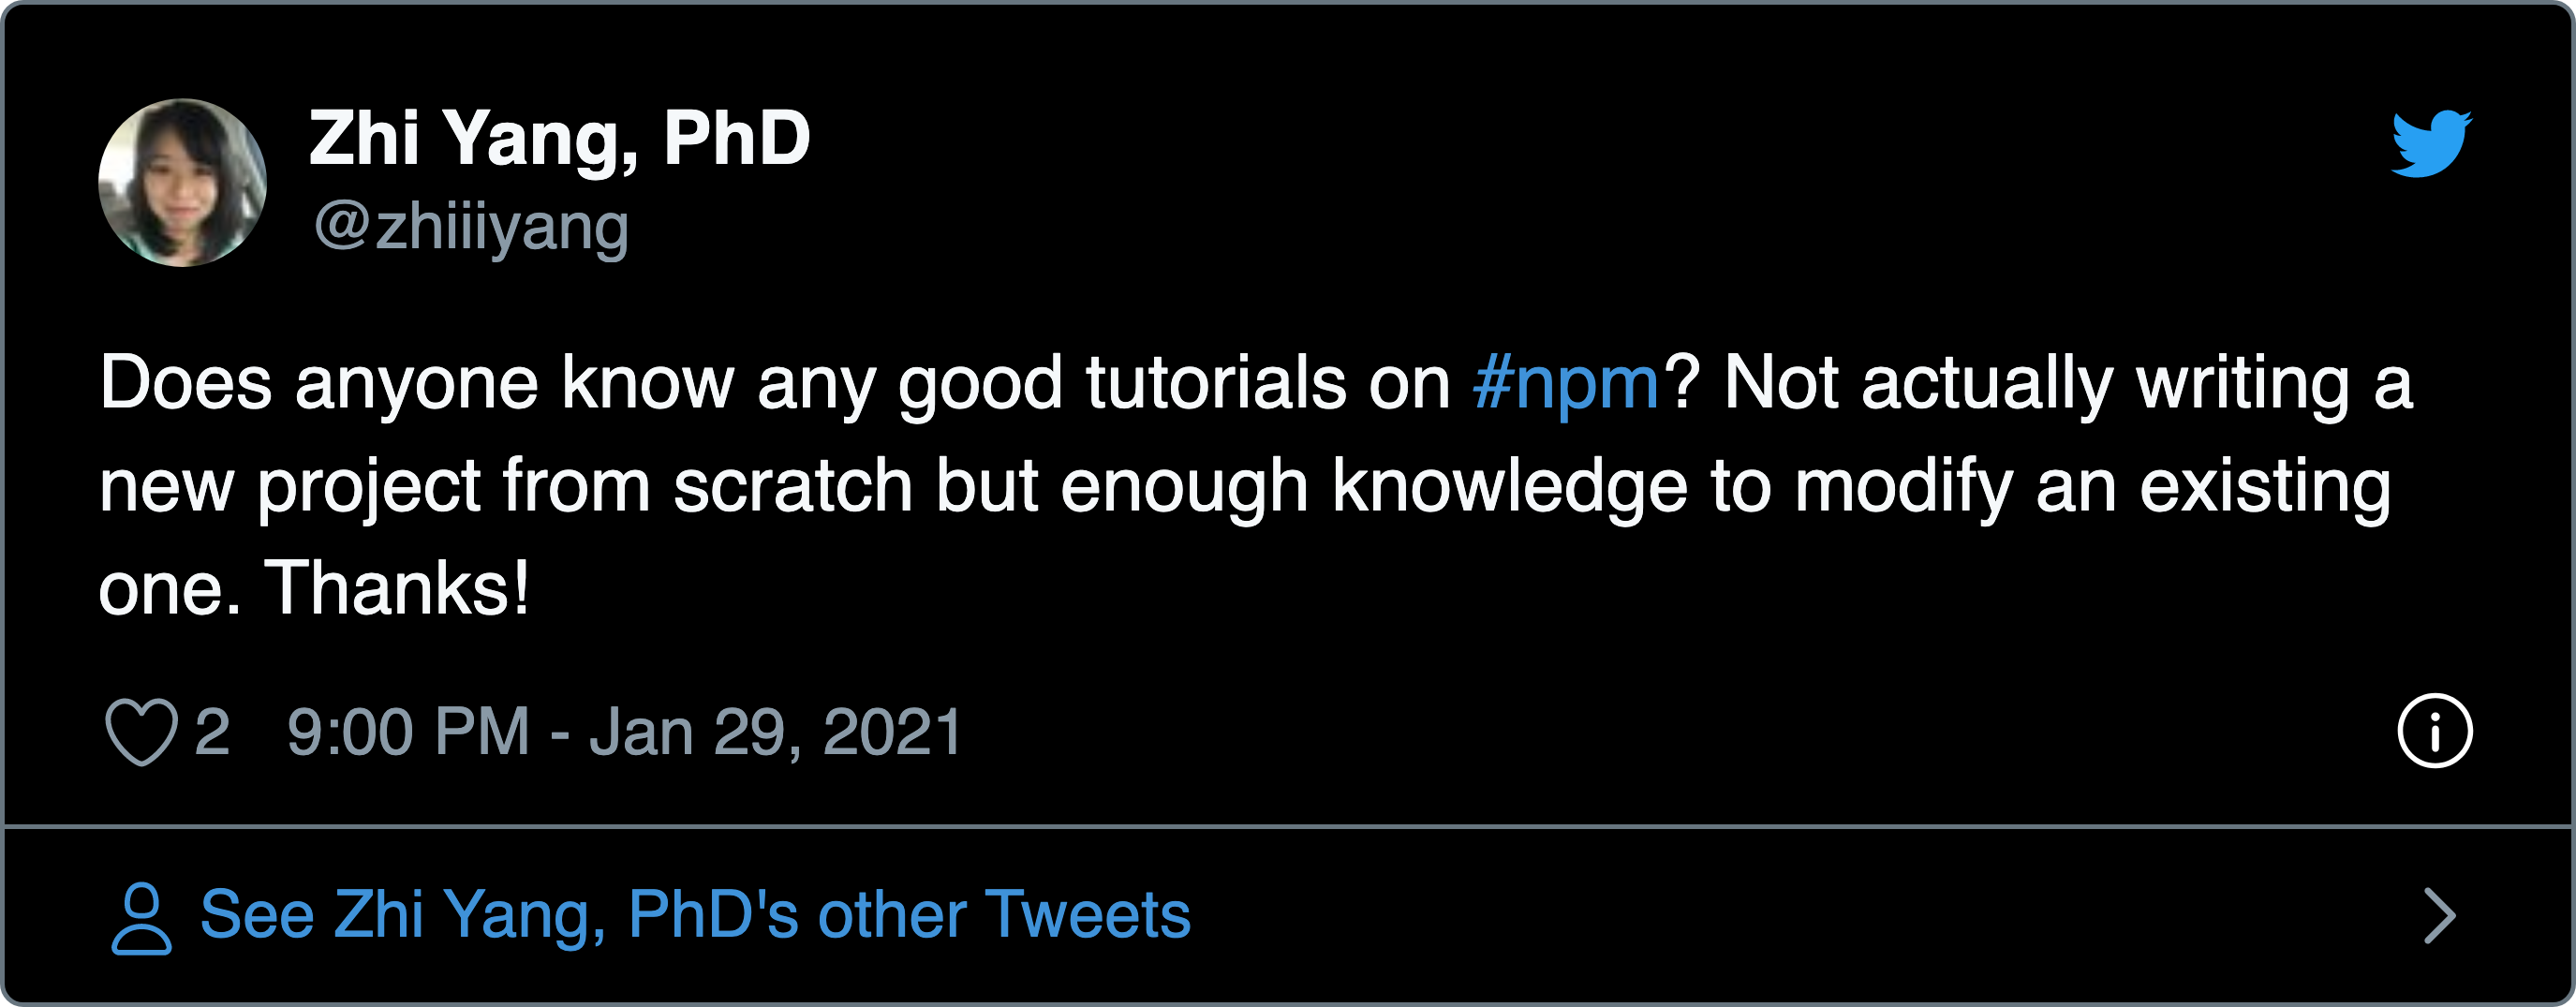 Zhi Yang, PhD
@zhiiiyang
Does anyone know any good tutorials on #npm? Not actually writing a
new project from scratch but enough knowledge to modify an existing
one. Thanks!
2 9:00 PM - Jan 29, 2021
See Zhi Yang, PhD's other Tweets